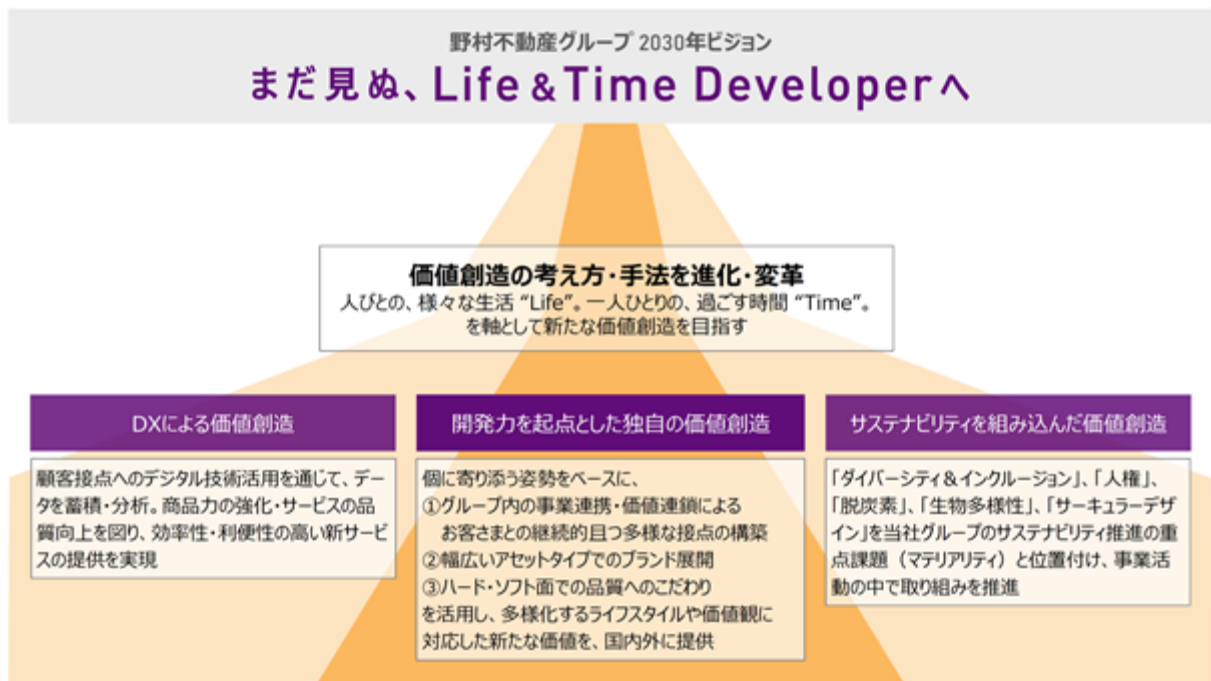 野村不動産グループ 2030年ビジョン
まだ見ぬ、Life & Time Developerへ
価値創造の考え方・手法を進化・変革
人びとの、様々な生活 “Life”。一人ひとりの、過ごす時間 “Time”。
を軸として新たな価値創造を目指す
DXによる価値創造
顧客接点へのデジタル技術活用を通じて、デー
タを蓄積・分析。商品力の強化・サービスの品
質向上を図り、効率性・利便性の高い新サービ
スの提供を実現
開発力を起点とした独自の価値創造
個に寄り添う姿勢をベースに、
①グループ内の事業連携・価値連鎖による
お客さまとの継続的且つ多様な接点の構築
②幅広いアセットタイプでのブランド展開
③ハード・ソフト面での品質へのこだわり
を活用し、多様化するライフスタイルや価値観に
対応した新たな価値を、国内外に提供
サステナビリティを組み込んだ価値創造
「ダイバーシティ＆インクルージョン」、「人権」、
「脱炭素」、「生物多様性」、「サーキュラーデザ
イン」を当社グループのサステナビリティ推進の重
点課題（マテリアリティ）と位置付け、事業活
動の中で取り組みを推進